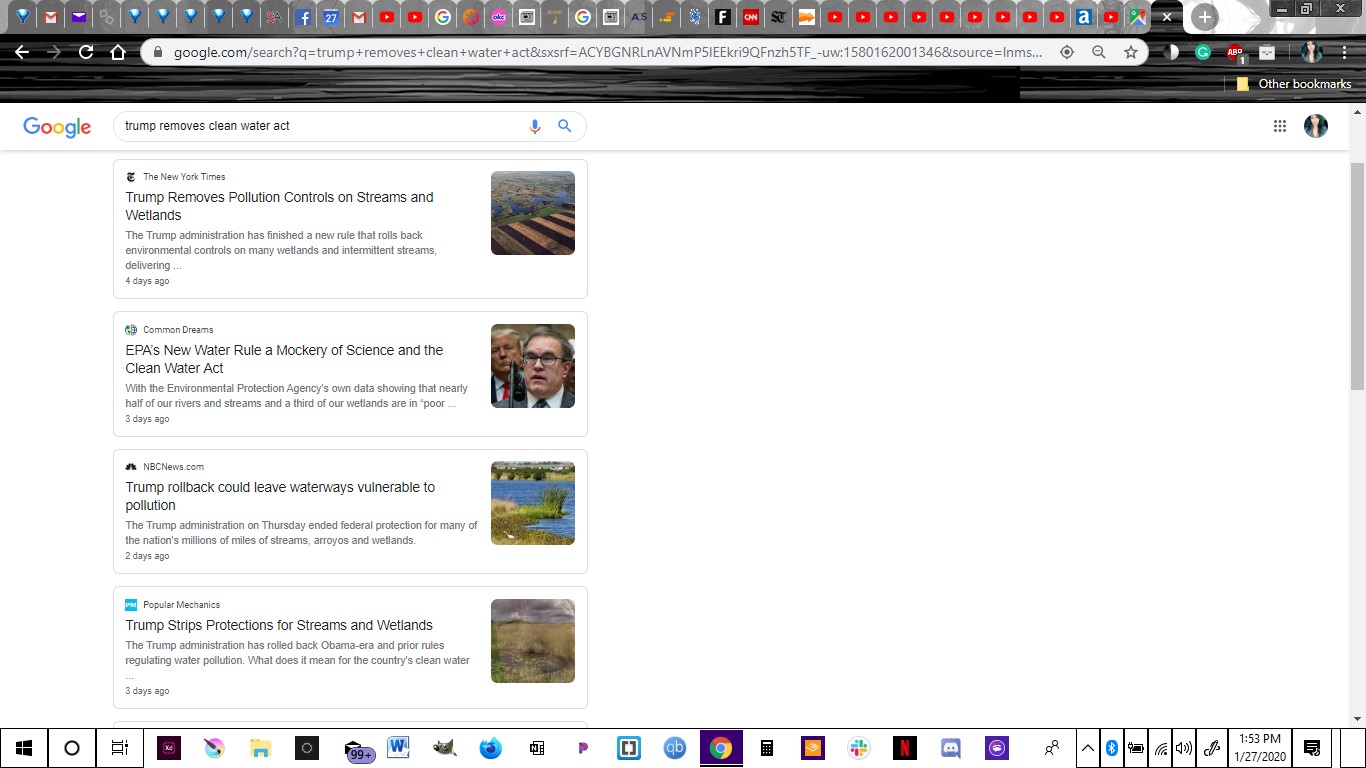 27
okc
A'S
F
CNN
a
google.com/search?q=trump+removes+clean+water+act&sxsrf=ACYBGNRLnAVNmP5IEEkri9QFnzh5TF_-uw:1580162001346&source=lnms...
ABP
1
Other bookmarks
Google
trump removes clean water act
The New York Times
Trump Removes Pollution Controls on Streams and
Wetlands
The Trump administration has finished a new rule that rolls back
environmental controls on many wetlands and intermittent streams,
delivering ...
4 days ago
Common Dreams
EPA's New Water Rule a Mockery of Science and the
Clean Water Act
With the Environmental Protection Agency's own data showing that nearly
half of our rivers and streams and a third of our wetlands are in “poor ...
3 days ago
NBCNews.com
Trump rollback could leave waterways vulnerable to
pollution
The Trump administration on Thursday ended federal protection for many of
the nation's millions of miles of streams, arroyos and wetlands.
2 days ago
PM Popular Mechanics
Trump Strips Protections for Streams and Wetlands
The Trump administration has rolled back Obama-era and prior rules
regulating water pollution. What does it mean for the country's clean water
...
3 days ago
Xd
99+
W
qb
N
1:53 PM
1/27/2020